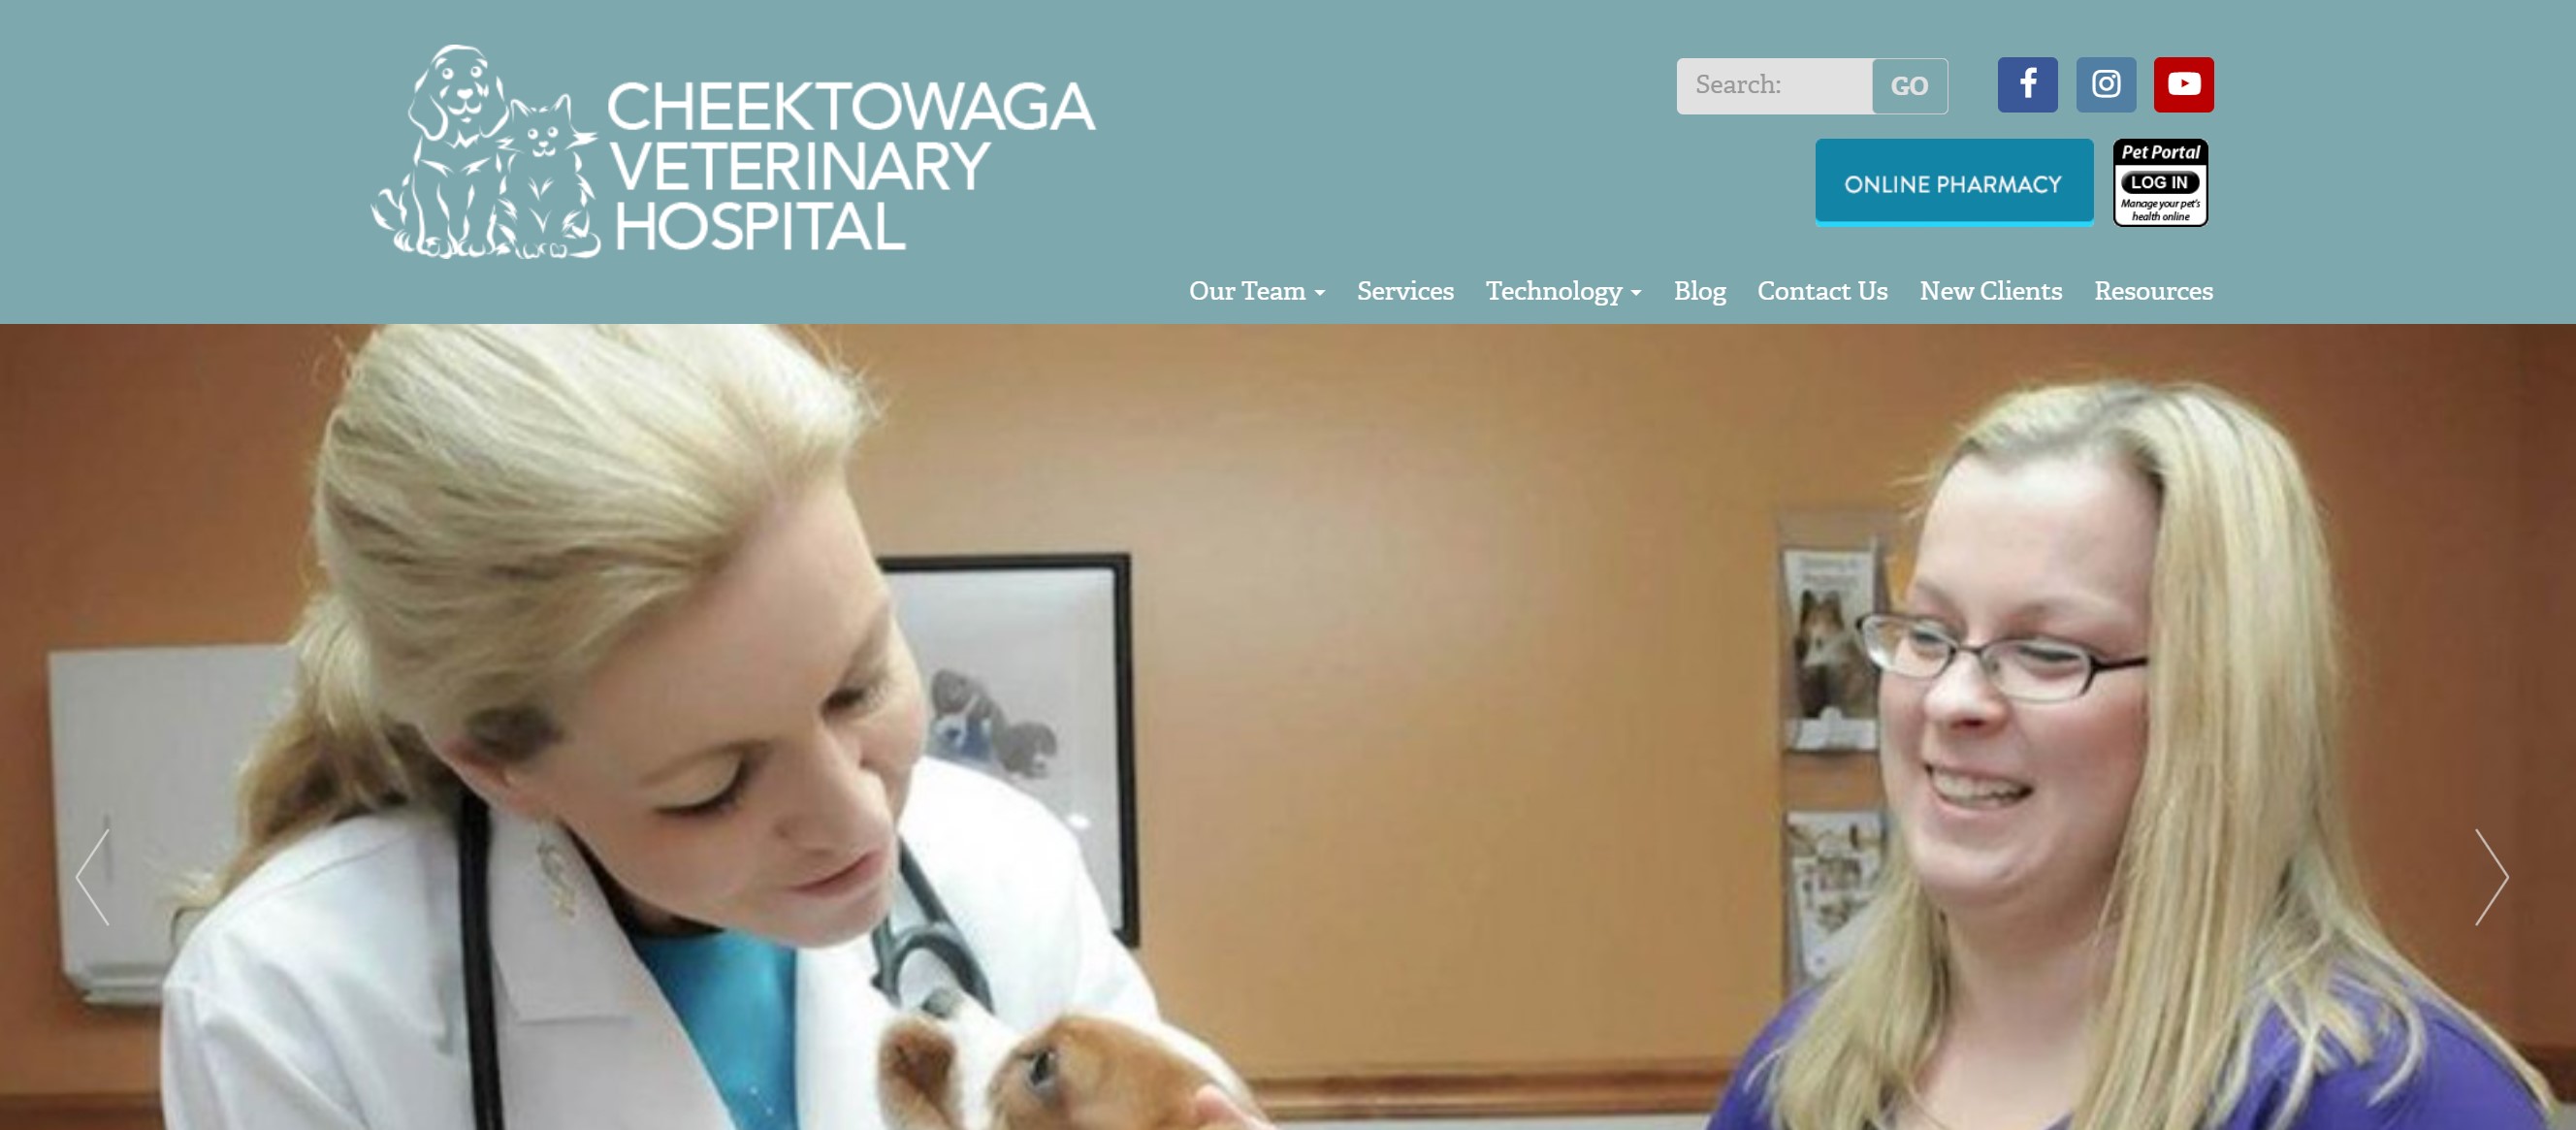 CHEEKTOWAGA
VETERINARY
HOSPITAL
Search:
GO
ONLINE PHARMACY
Pet Portal
LOG IN
Manage your pet's
health online
Our Team
Services
Technology
Blog
Contact Us
New Clients
Resources